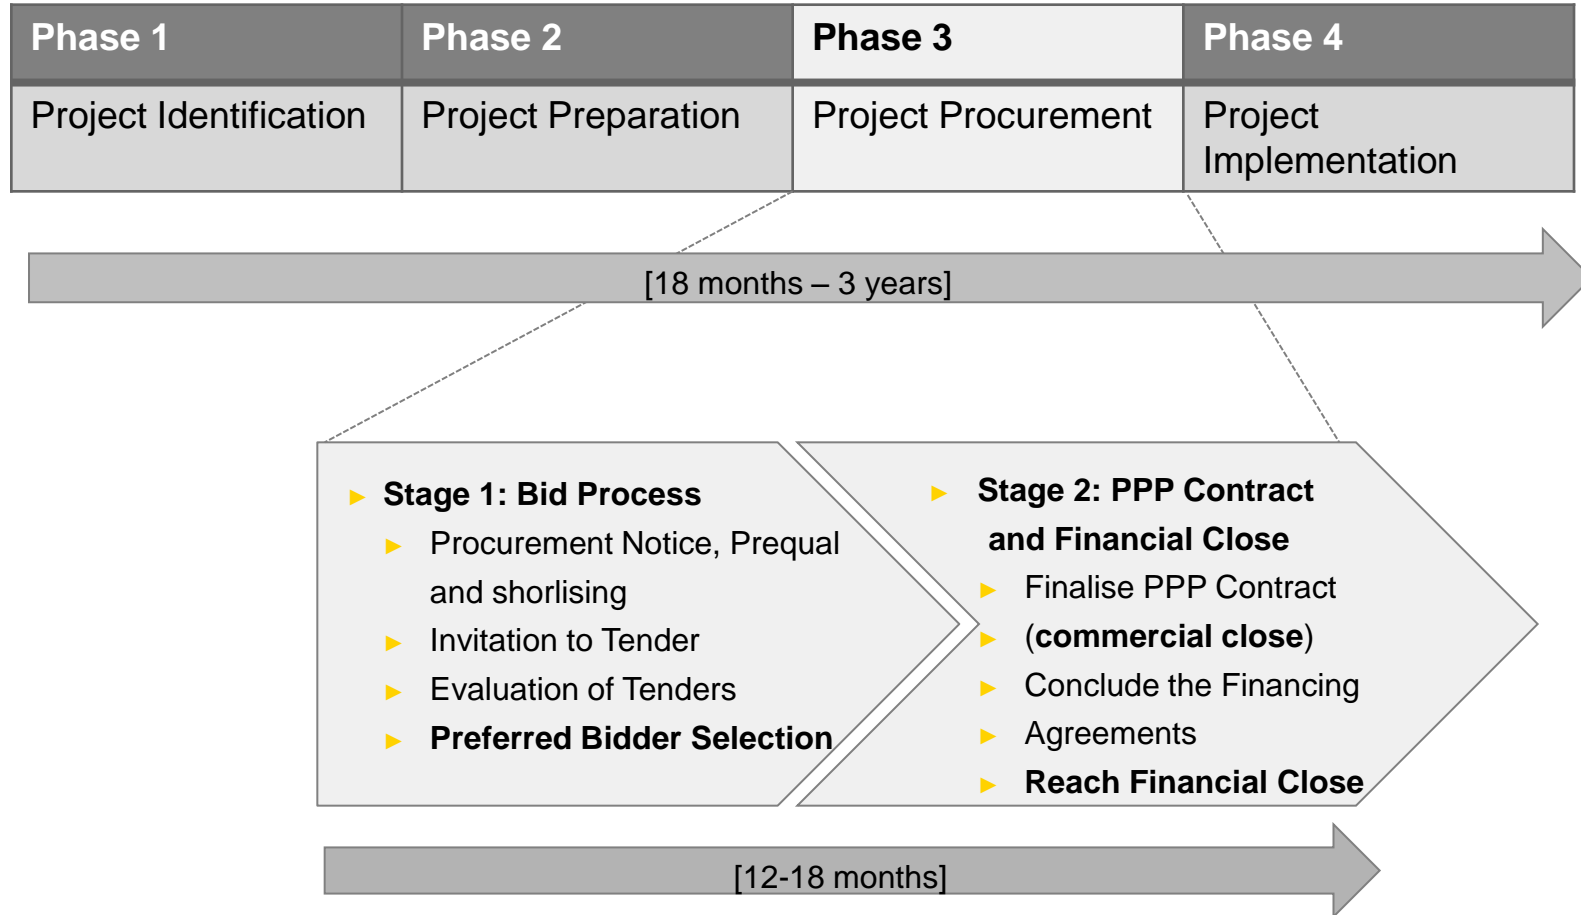 Phase 1
Phase 2
Phase 3
Phase 4
Project Identification
Project Preparation
Project Procurement
Project
Implementation
[18 months – 3 years]
► Stage 1: Bid Process
► Procurement Notice, Prequal
and shorlising
► Invitation to Tender
► Evaluation of Tenders
► Preferred Bidder Selection
► Stage 2: PPP Contract
and Financial Close
► Finalise PPP Contract
► (commercial close)
► Conclude the Financing
► Agreements
► Reach Financial Close
[12-18 months]